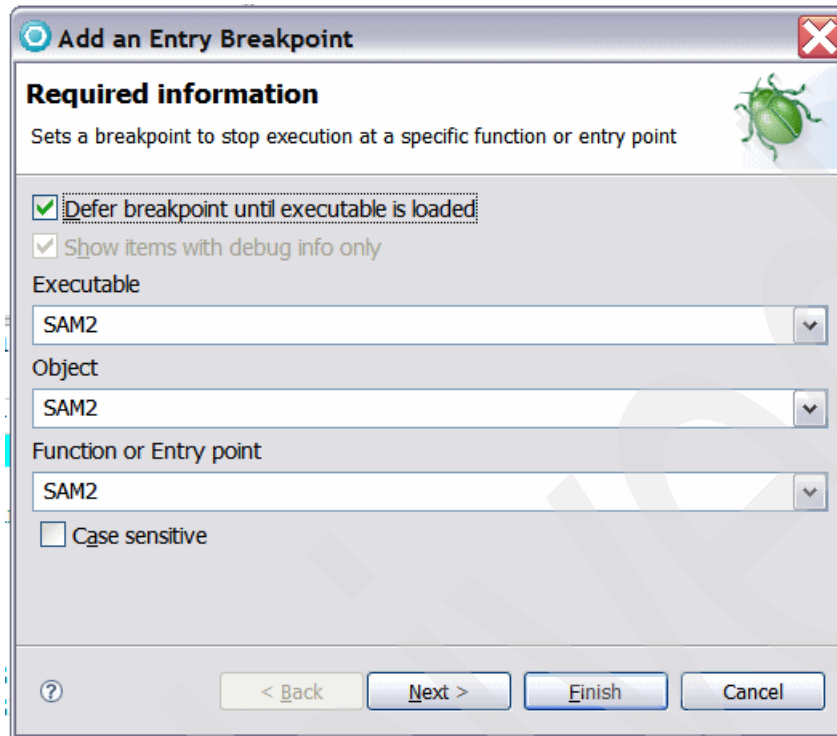 Add an Entry Breakpoint
Required information
Sets a breakpoint to stop execution at a specific function or entry point
Defer breakpoint until executable is loaded
Show items with debug info only
Executable
SAM2
Object
SAM2
Function or Entry point
SAM2
Case sensitive
? < Back Next > Finish Cancel